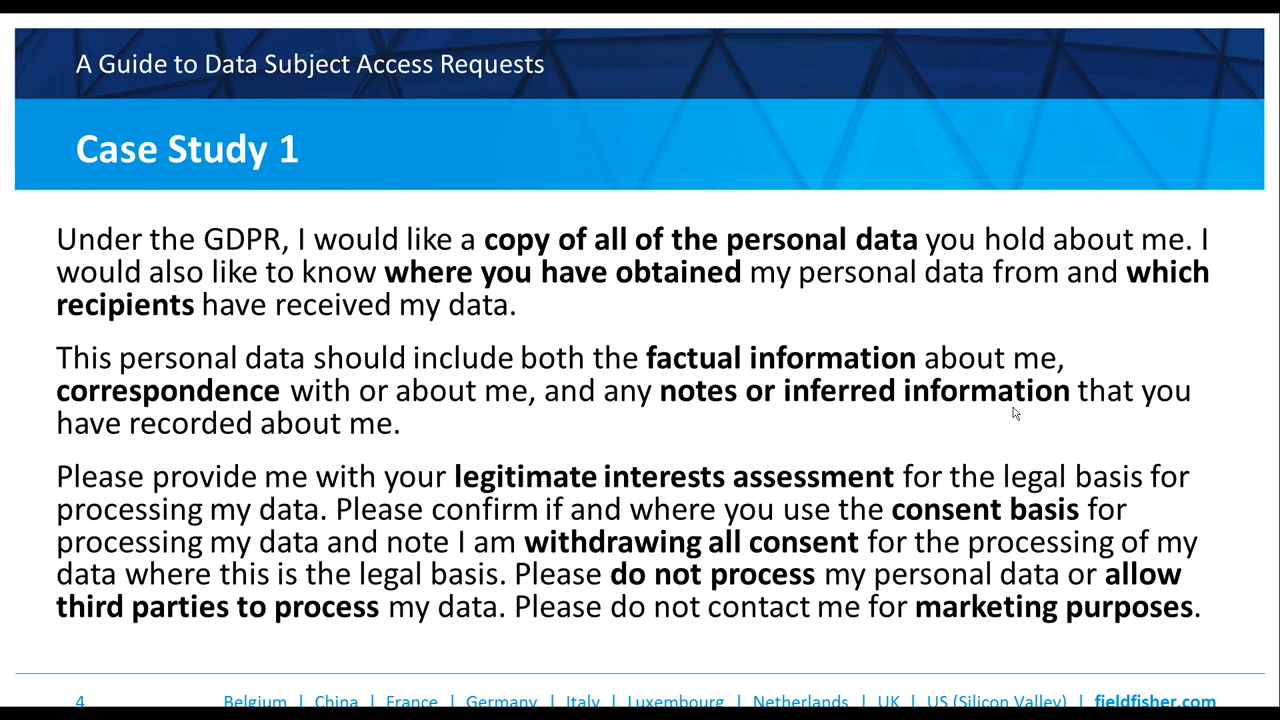 A Guide to Data Subject Access Requests
Case Study 1
Under the GDPR, I would like a copy of all of the personal data you hold about me. I
would also like to know where you have obtained my personal data from and which
recipients have received my data.
This personal data should include both the factual information about me,
correspondence with or about me, and any notes or inferred information that you
have recorded about me.
Please provide me with your legitimate interests assessment for the legal basis for
processing my data. Please confirm if and where you use the consent basis for
processing my data and note I am withdrawing all consent for the processing of my
data where this is the legal basis. Please do not process my personal data or allow
third parties to process my data. Please do not contact me for marketing purposes.
4 Belgium | China | France | Germany | Italy | Luxembourg | Netherlands | UK | US (Silicon Valley) | fieldfisher.com